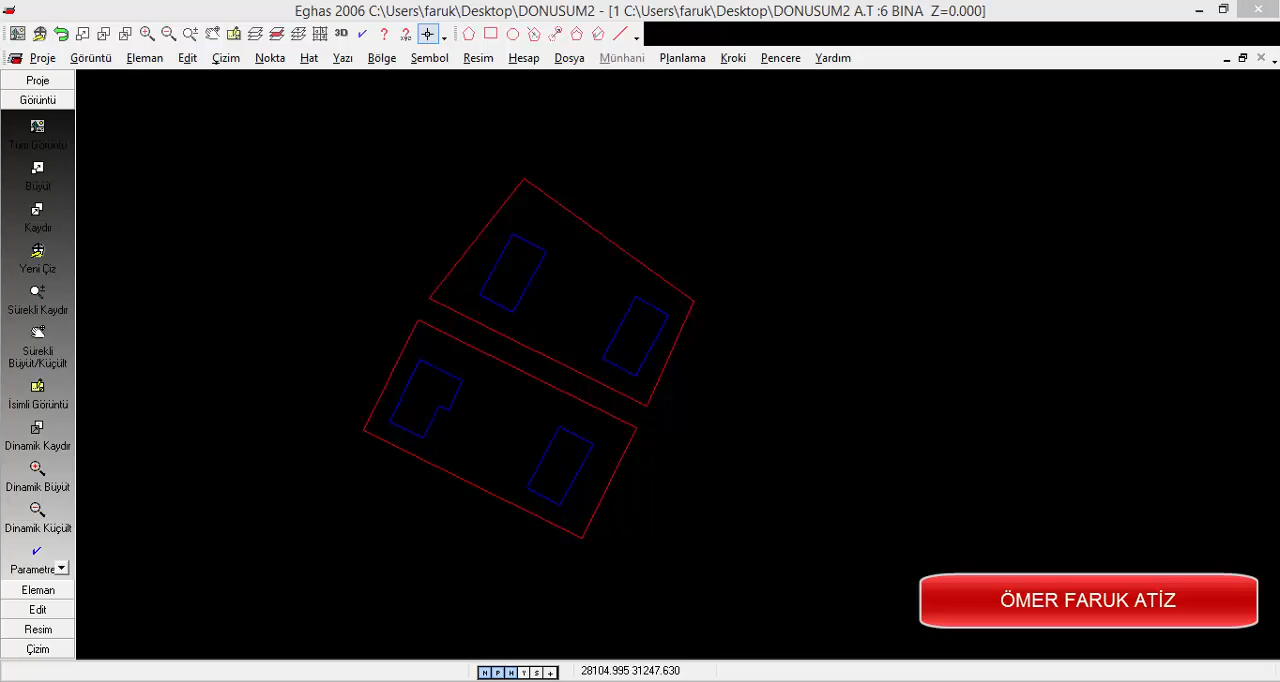 Eghas 2006 C:\Users\faruk\Desktop\DONUSUM2 - [1 C:\Users\faruk\Desktop\DONUSUM2 A.T :6 BINA Z=0.000]
3D
Proje Görüntü Eleman Edit Çizim Nokta Hat Yazı Bölge Sembol Resim Hesap Dosya Münhani Planlama Kroki Pencere Yardım
Proje
Görüntü
Tüm Görüntü
Büyüt
Kaydır
Yeni Çiz
Sürekli Kaydır
Sürekli
Büyüt/Küçült
İsimli Görüntü
Dinamik Kaydır
Dinamik Büyüt
Dinamik Küçült
Parametre
Eleman
Edit
Resim
Çizim
ÖMER FARUK ATİZ
N P H Y S +
28104.995 31247.630